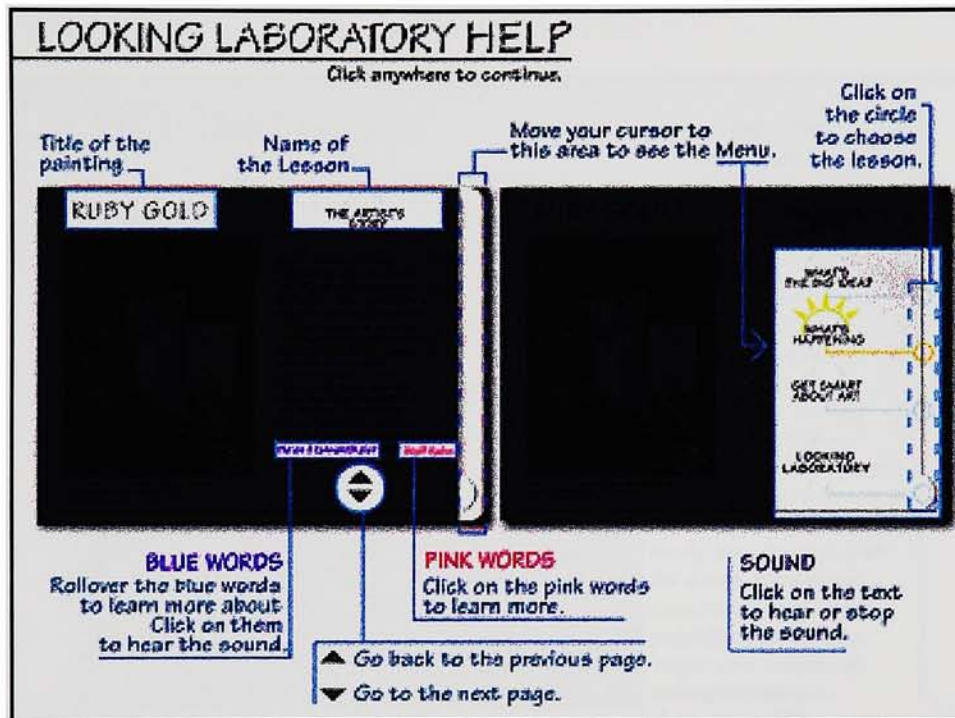 LOOKING LABORATORY HELP
Click anywhere to continue.
Title of the
painting
Name of
the Lesson
Move your cursor to
this area to see the Menu.
Click on
the circle
to choose
the lesson.
RUBY GOLD
THE ARTIST'S
STORY
WHAT'S
THE BIG IDEA?
WHAT'S
HAPPENING
GET SMART
ABOUT ART
LOOKING
LABORATORY
BLUE WORDS
Rollover the blue words
to learn more about
Click on them
to hear the sound.
PINK WORDS
Click on the pink words
to learn more.
SOUND
Click on the text
to hear or stop
the sound.
Go back to the previous page.
Go to the next page.